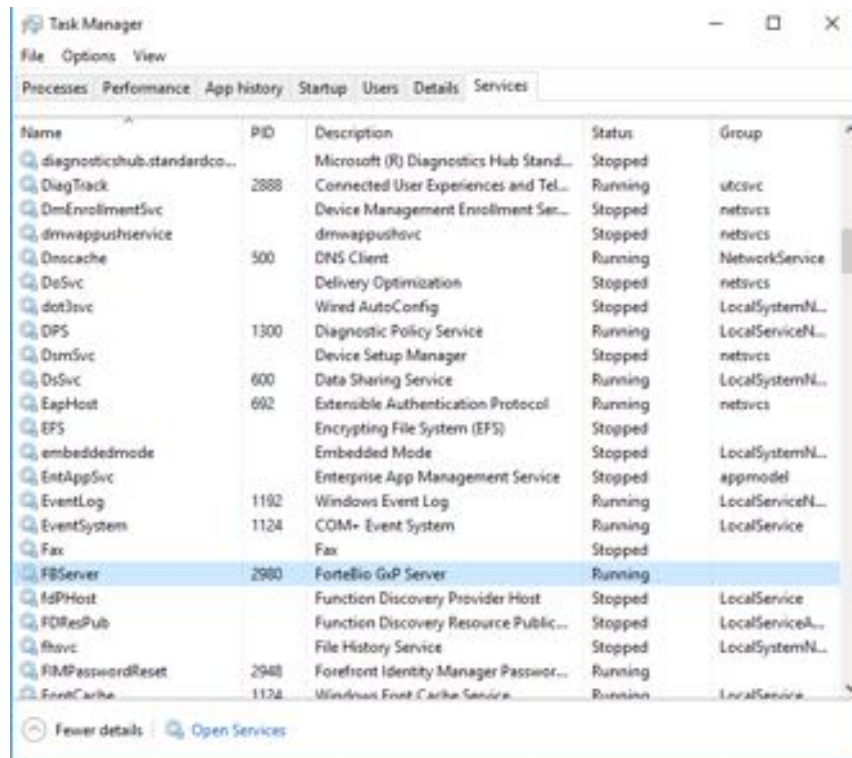 Task Manager
File Options View
Processes Performance App history Startup Users Details Services
Name PID Description Status Group
diagnosticshub.standardco... Microsoft (R) Diagnostics Hub Stand... Stopped
DiagTrack 2888 Connected User Experiences and Tel... Running utcsvc
DmEnrollmentSvc Device Management Enrollment Ser... Stopped netsvcs
dmwappushservice dmwappushsvc Stopped netsvcs
Dnscache 500 DNS Client Running NetworkService
DoSvc Delivery Optimization Stopped netsvcs
dot3svc Wired AutoConfig Stopped LocalSystemN...
DPS 1300 Diagnostic Policy Service Running LocalServiceN...
DsmSvc Device Setup Manager Stopped netsvcs
DsSvc 600 Data Sharing Service Running LocalSystemN...
EapHost 692 Extensible Authentication Protocol Running netsvcs
EFS Encrypting File System (EFS) Stopped
embeddedmode Embedded Mode Stopped LocalSystemN...
EntAppSvc Enterprise App Management Service Stopped appmodel
EventLog 1192 Windows Event Log Running LocalServiceN...
EventSystem 1124 COM+ Event System Running LocalService
Fax Fax Stopped
FBServer 2980 ForteBio GxP Server Running
fdPHost Function Discovery Provider Host Stopped LocalService
FDResPub Function Discovery Resource Public... Stopped LocalServiceA...
fhsvc File History Service Stopped LocalSystemN...
FIMPasswordReset 2948 Forefront Identity Manager Passwor... Running
FontCache 1124 Windows Font Cache Service Running LocalService
Fewer details Open Services